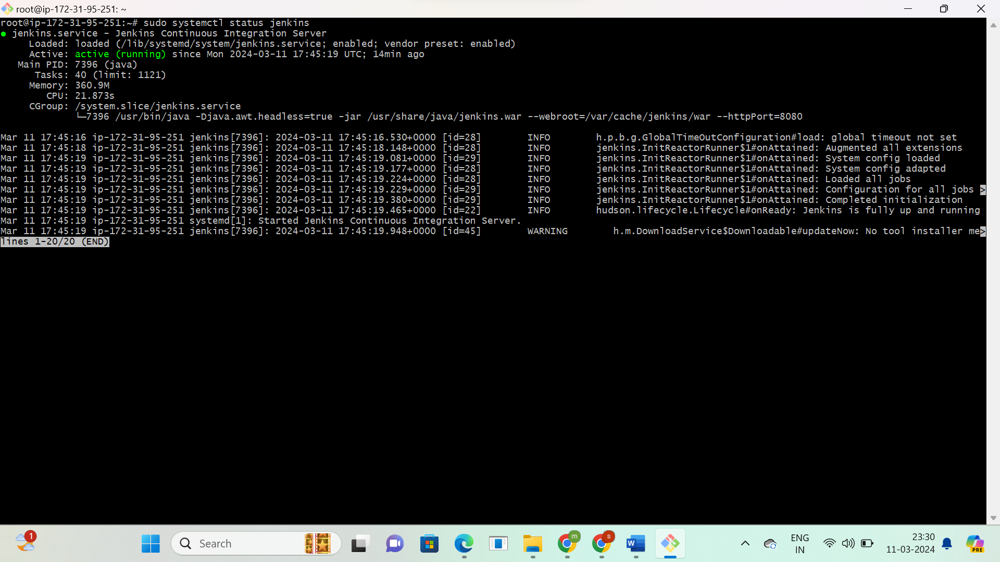 root@ip-172-31-95-251: ~
root@ip-172-31-95-251:~# sudo systemctl status jenkins
● jenkins.service - Jenkins Continuous Integration Server
Loaded: loaded (/lib/systemd/system/jenkins.service; enabled; vendor preset: enabled)
Active: active (running) since Mon 2024-03-11 17:45:19 UTC; 14min ago
Main PID: 7396 (java)
Tasks: 40 (limit: 1121)
Memory: 360.9M
CPU: 21.873s
CGroup: /system.slice/jenkins.service
└─7396 /usr/bin/java -Djava.awt.headless=true -jar /usr/share/java/jenkins.war --webroot=/var/cache/jenkins/war --httpPort=8080
Mar 11 17:45:16 ip-172-31-95-251 jenkins[7396]: 2024-03-11 17:45:16.530+0000 [id=28] INFO h.p.b.g.GlobalTimeOutConfiguration#load: global timeout not set
Mar 11 17:45:18 ip-172-31-95-251 jenkins[7396]: 2024-03-11 17:45:18.148+0000 [id=28] INFO jenkins.InitReactorRunner$1#onAttained: Augmented all extensions
Mar 11 17:45:19 ip-172-31-95-251 jenkins[7396]: 2024-03-11 17:45:19.081+0000 [id=29] INFO jenkins.InitReactorRunner$1#onAttained: System config loaded
Mar 11 17:45:19 ip-172-31-95-251 jenkins[7396]: 2024-03-11 17:45:19.177+0000 [id=28] INFO jenkins.InitReactorRunner$1#onAttained: System config adapted
Mar 11 17:45:19 ip-172-31-95-251 jenkins[7396]: 2024-03-11 17:45:19.224+0000 [id=28] INFO jenkins.InitReactorRunner$1#onAttained: Loaded all jobs
Mar 11 17:45:19 ip-172-31-95-251 jenkins[7396]: 2024-03-11 17:45:19.229+0000 [id=29] INFO jenkins.InitReactorRunner$1#onAttained: Configuration for all jobs >
Mar 11 17:45:19 ip-172-31-95-251 jenkins[7396]: 2024-03-11 17:45:19.380+0000 [id=29] INFO jenkins.InitReactorRunner$1#onAttained: Completed initialization
Mar 11 17:45:19 ip-172-31-95-251 jenkins[7396]: 2024-03-11 17:45:19.465+0000 [id=22] INFO hudson.lifecycle.Lifecycle#onReady: Jenkins is fully up and running
Mar 11 17:45:19 ip-172-31-95-251 systemd[1]: Started Jenkins Continuous Integration Server.
Mar 11 17:45:19 ip-172-31-95-251 jenkins[7396]: 2024-03-11 17:45:19.948+0000 [id=45] WARNING h.m.DownloadService$Downloadable#updateNow: No tool installer me>
lines 1-20/20 (END)
1
Search
m
s
W
ENG
IN
23:30
11-03-2024
PRE